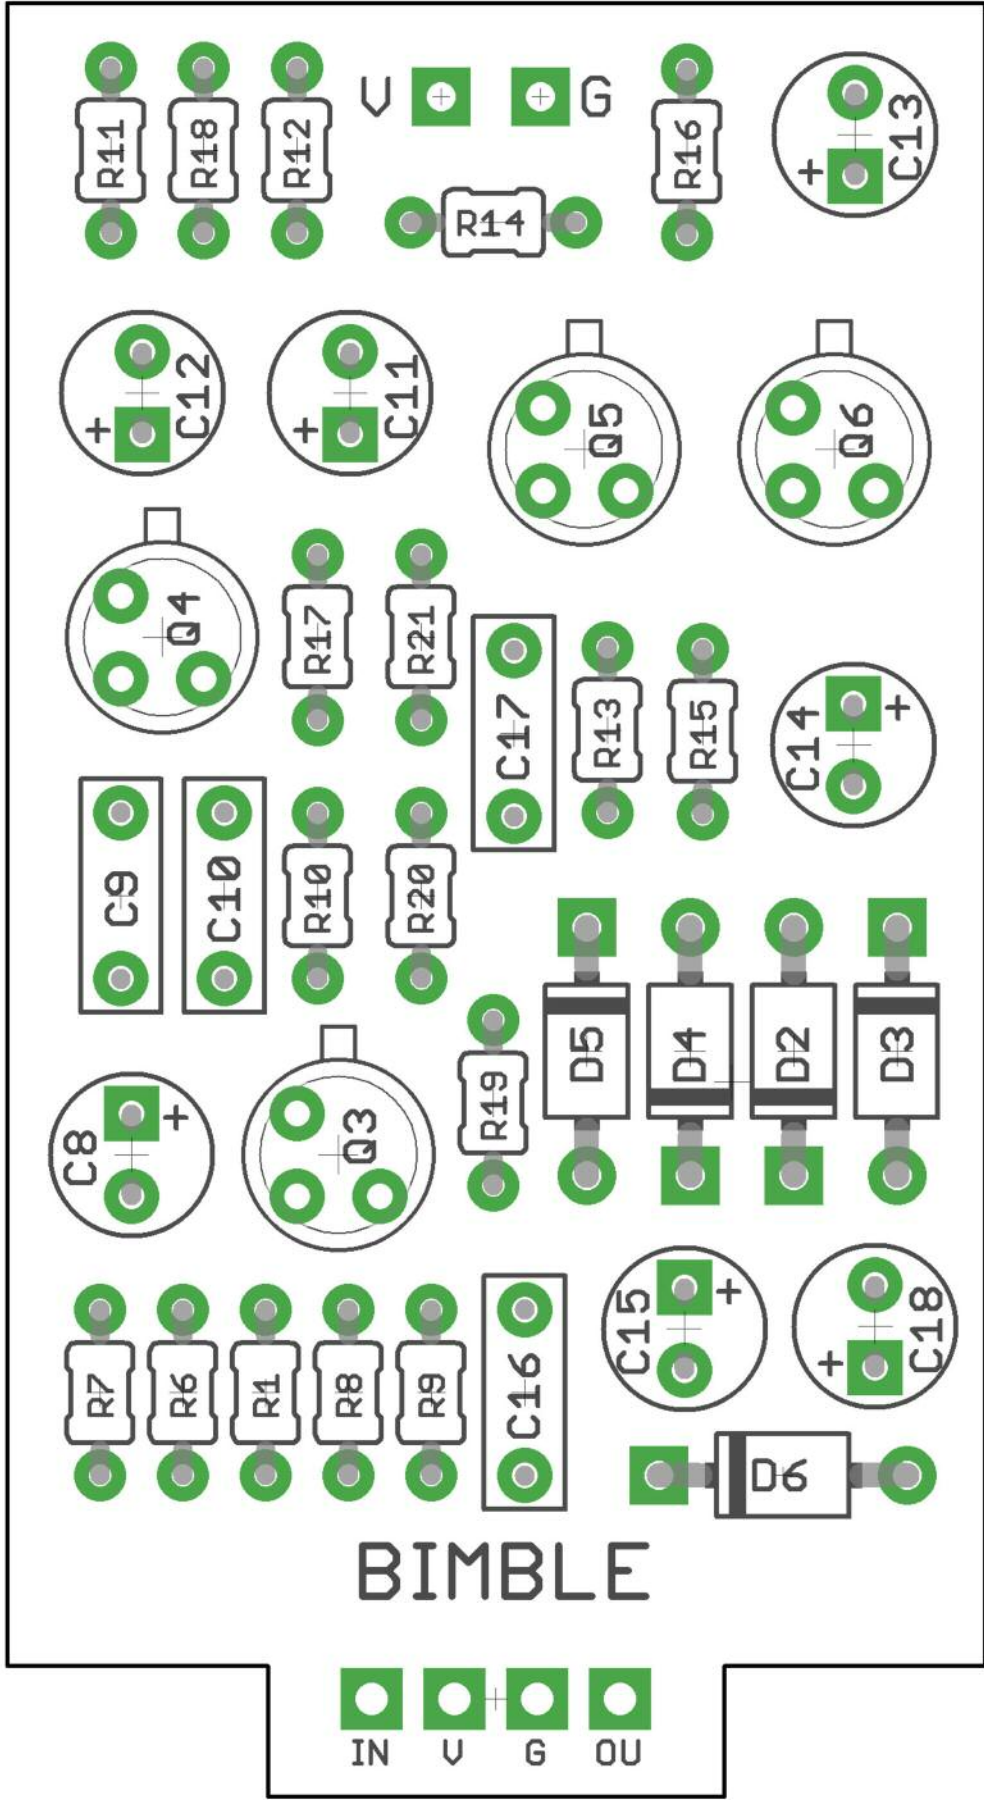 R11 R18 R12 V G R16 + C13
R14
+ C12 + C11 Q5 Q6
Q4 R17 R21
C17 R13 R15 C14 +
C9 C10 R10 R20
D5 D4 D2 D3
R19
C8 + Q3
C15 + + C18
R7 R6 R1 R8 R9 C16
D6
BIMBLE
IN V G OU